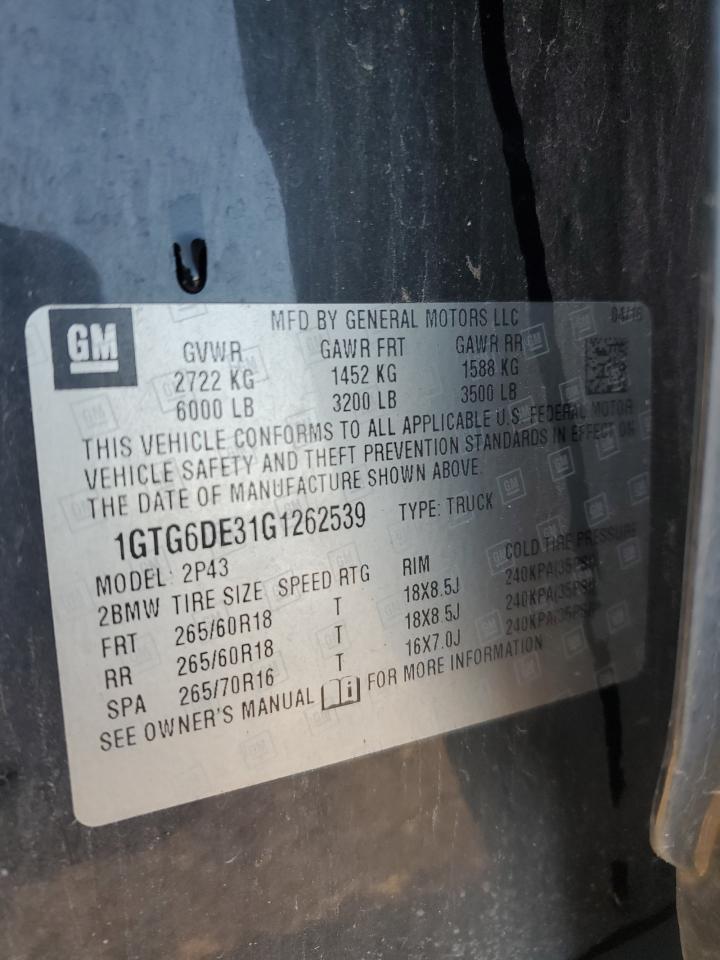 GM
MFD BY GENERAL MOTORS LLC 04/16
GVWR GAWR FRT GAWR RR
2722 KG 1452 KG 1588 KG
6000 LB 3200 LB 3500 LB
THIS VEHICLE CONFORMS TO ALL APPLICABLE U.S. FEDERAL MOTOR
VEHICLE SAFETY AND THEFT PREVENTION STANDARDS IN EFFECT ON
THE DATE OF MANUFACTURE SHOWN ABOVE.
1GTG6DE31G1262539 TYPE: TRUCK
MODEL: 2P43
2BMW TIRE SIZE SPEED RTG RIM COLD TIRE PRESSURE
FRT 265/60R18 T 18X8.5J 240KPA(35PSI)
RR 265/60R18 T 18X8.5J 240KPA(35PSI)
SPA 265/70R16 T 16X7.0J 240KPA(35PSI)
SEE OWNER'S MANUAL FOR MORE INFORMATION